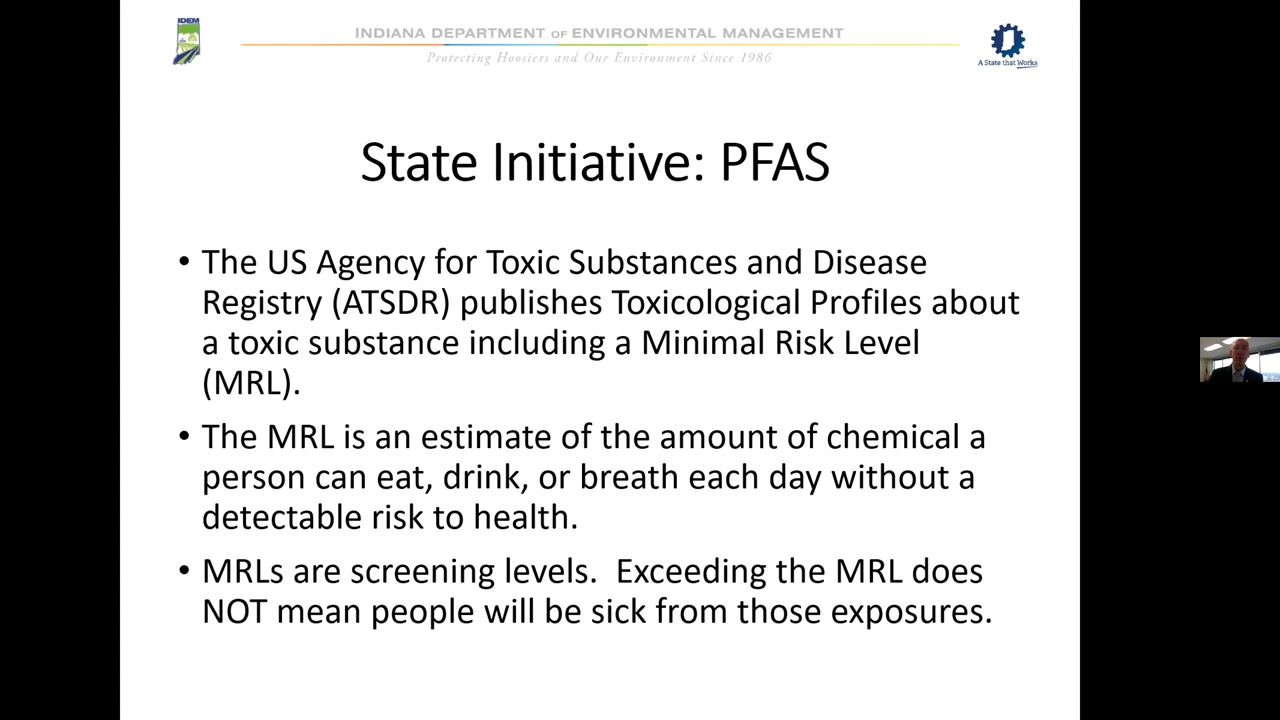 IDEM
INDIANA DEPARTMENT OF ENVIRONMENTAL MANAGEMENT
Protecting Hoosiers and Our Environment Since 1986
A State that Works
State Initiative: PFAS
• The US Agency for Toxic Substances and Disease
Registry (ATSDR) publishes Toxicological Profiles about
a toxic substance including a Minimal Risk Level
(MRL).
• The MRL is an estimate of the amount of chemical a
person can eat, drink, or breath each day without a
detectable risk to health.
• MRLs are screening levels.  Exceeding the MRL does
NOT mean people will be sick from those exposures.